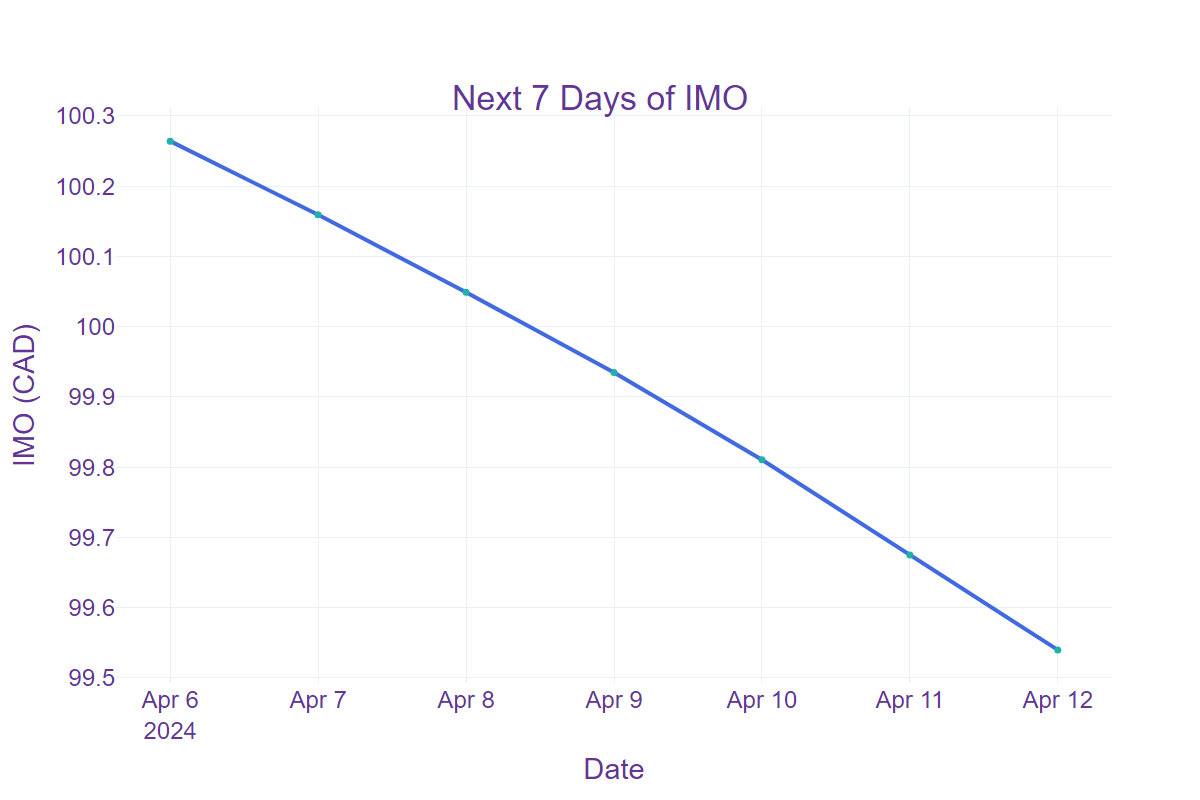 Next 7 Days of IMO
IMO (CAD)
100.3
100.2
100.1
100
99.9
99.8
99.7
99.6
99.5
Apr 6
2024
Apr 7
Apr 8
Apr 9
Apr 10
Apr 11
Apr 12
Date